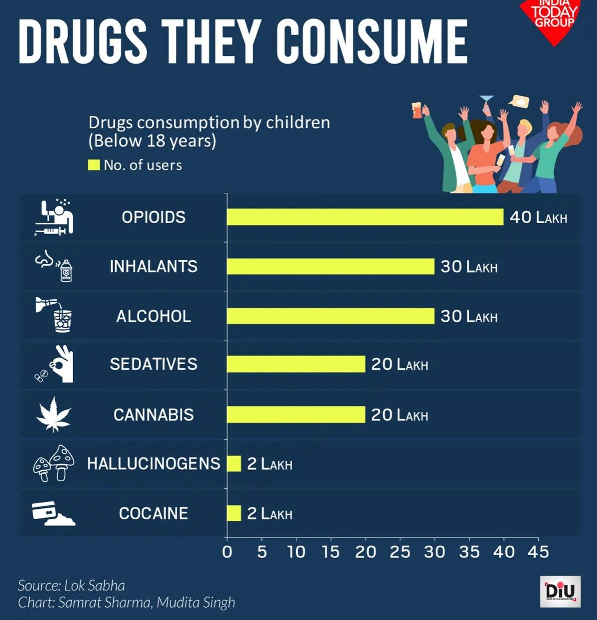 INDIA
TODAY
GROUP
DRUGS THEY CONSUME
Drugs consumption by children
(Below 18 years)
No. of users
OPIOIDS 40 LAKH
INHALANTS 30 LAKH
ALCOHOL 30 LAKH
SEDATIVES 20 LAKH
CANNABIS 20 LAKH
HALLUCINOGENS 2 LAKH
COCAINE 2 LAKH
0 5 10 15 20 25 30 35 40 45
Source: Lok Sabha
Chart: Samrat Sharma, Mudita Singh
DIU